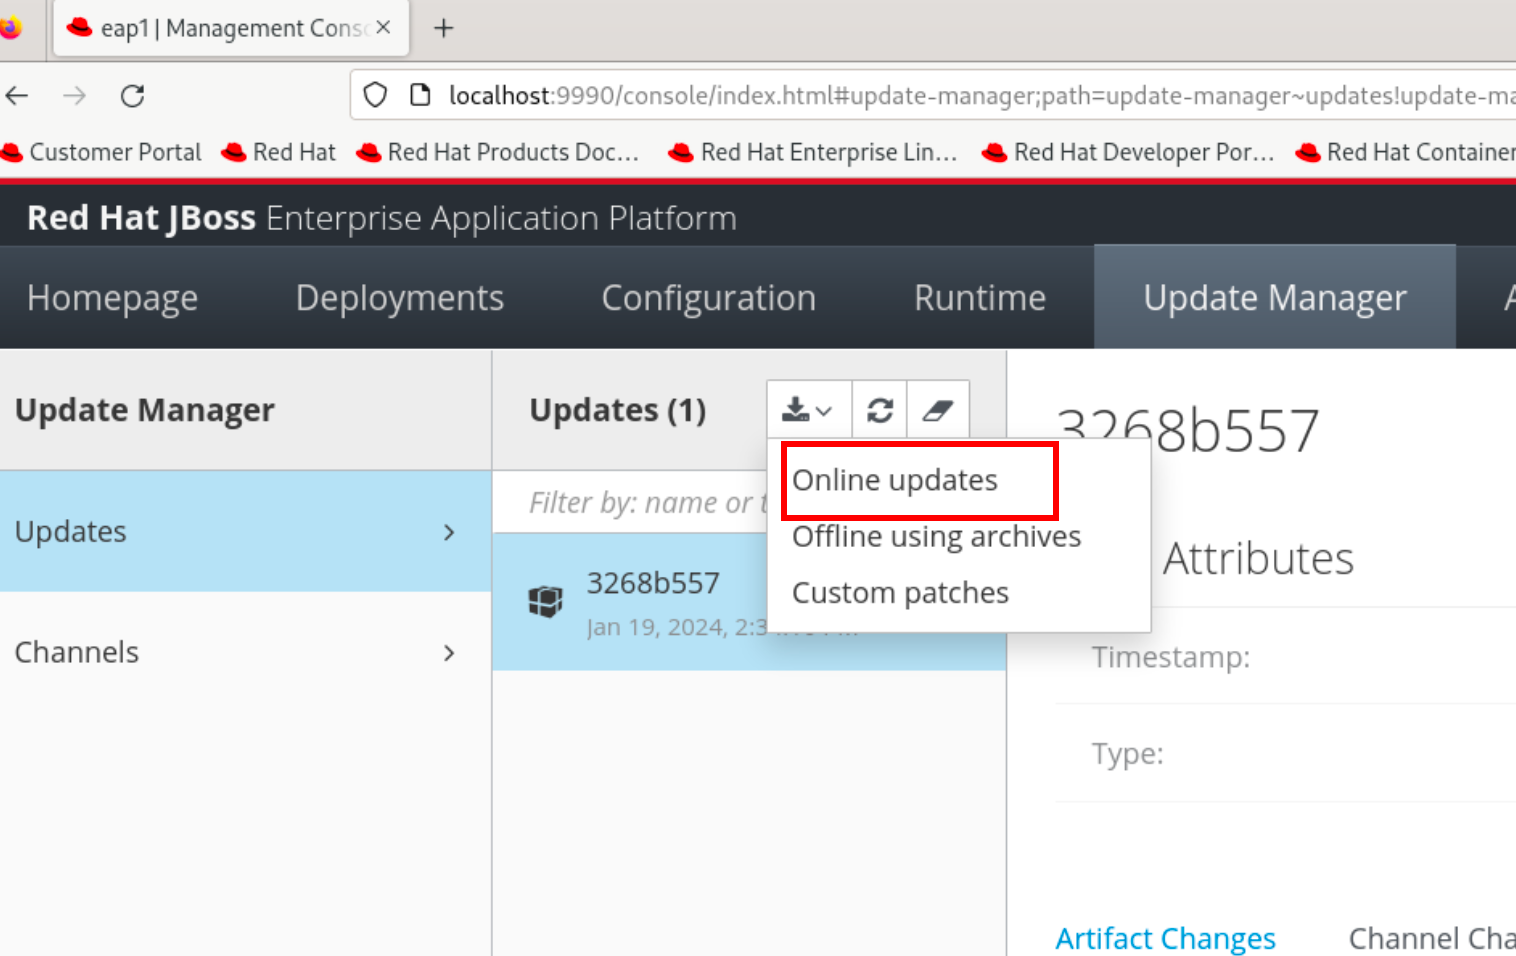 eap1 | Management Conso
localhost:9990/console/index.html#update-manager;path=update-manager~updates!update-ma
Customer Portal Red Hat Red Hat Products Doc... Red Hat Enterprise Lin... Red Hat Developer Por... Red Hat Container
Red Hat JBoss Enterprise Application Platform
Homepage Deployments Configuration Runtime Update Manager
Update Manager
Updates (1)
3268b557
Online updates
Offline using archives
Custom patches
Filter by: name or
Updates
3268b557
Jan 19, 2024,
Attributes
Channels
Timestamp:
Type:
Artifact Changes Channel Cha